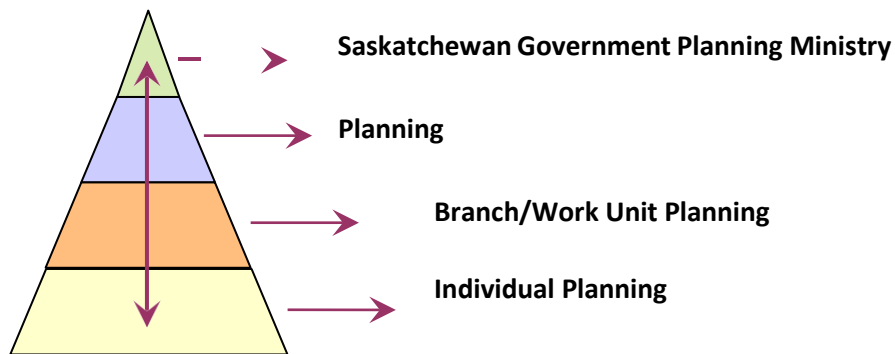 Saskatchewan Government Planning Ministry
Planning
Branch/Work Unit Planning
Individual Planning